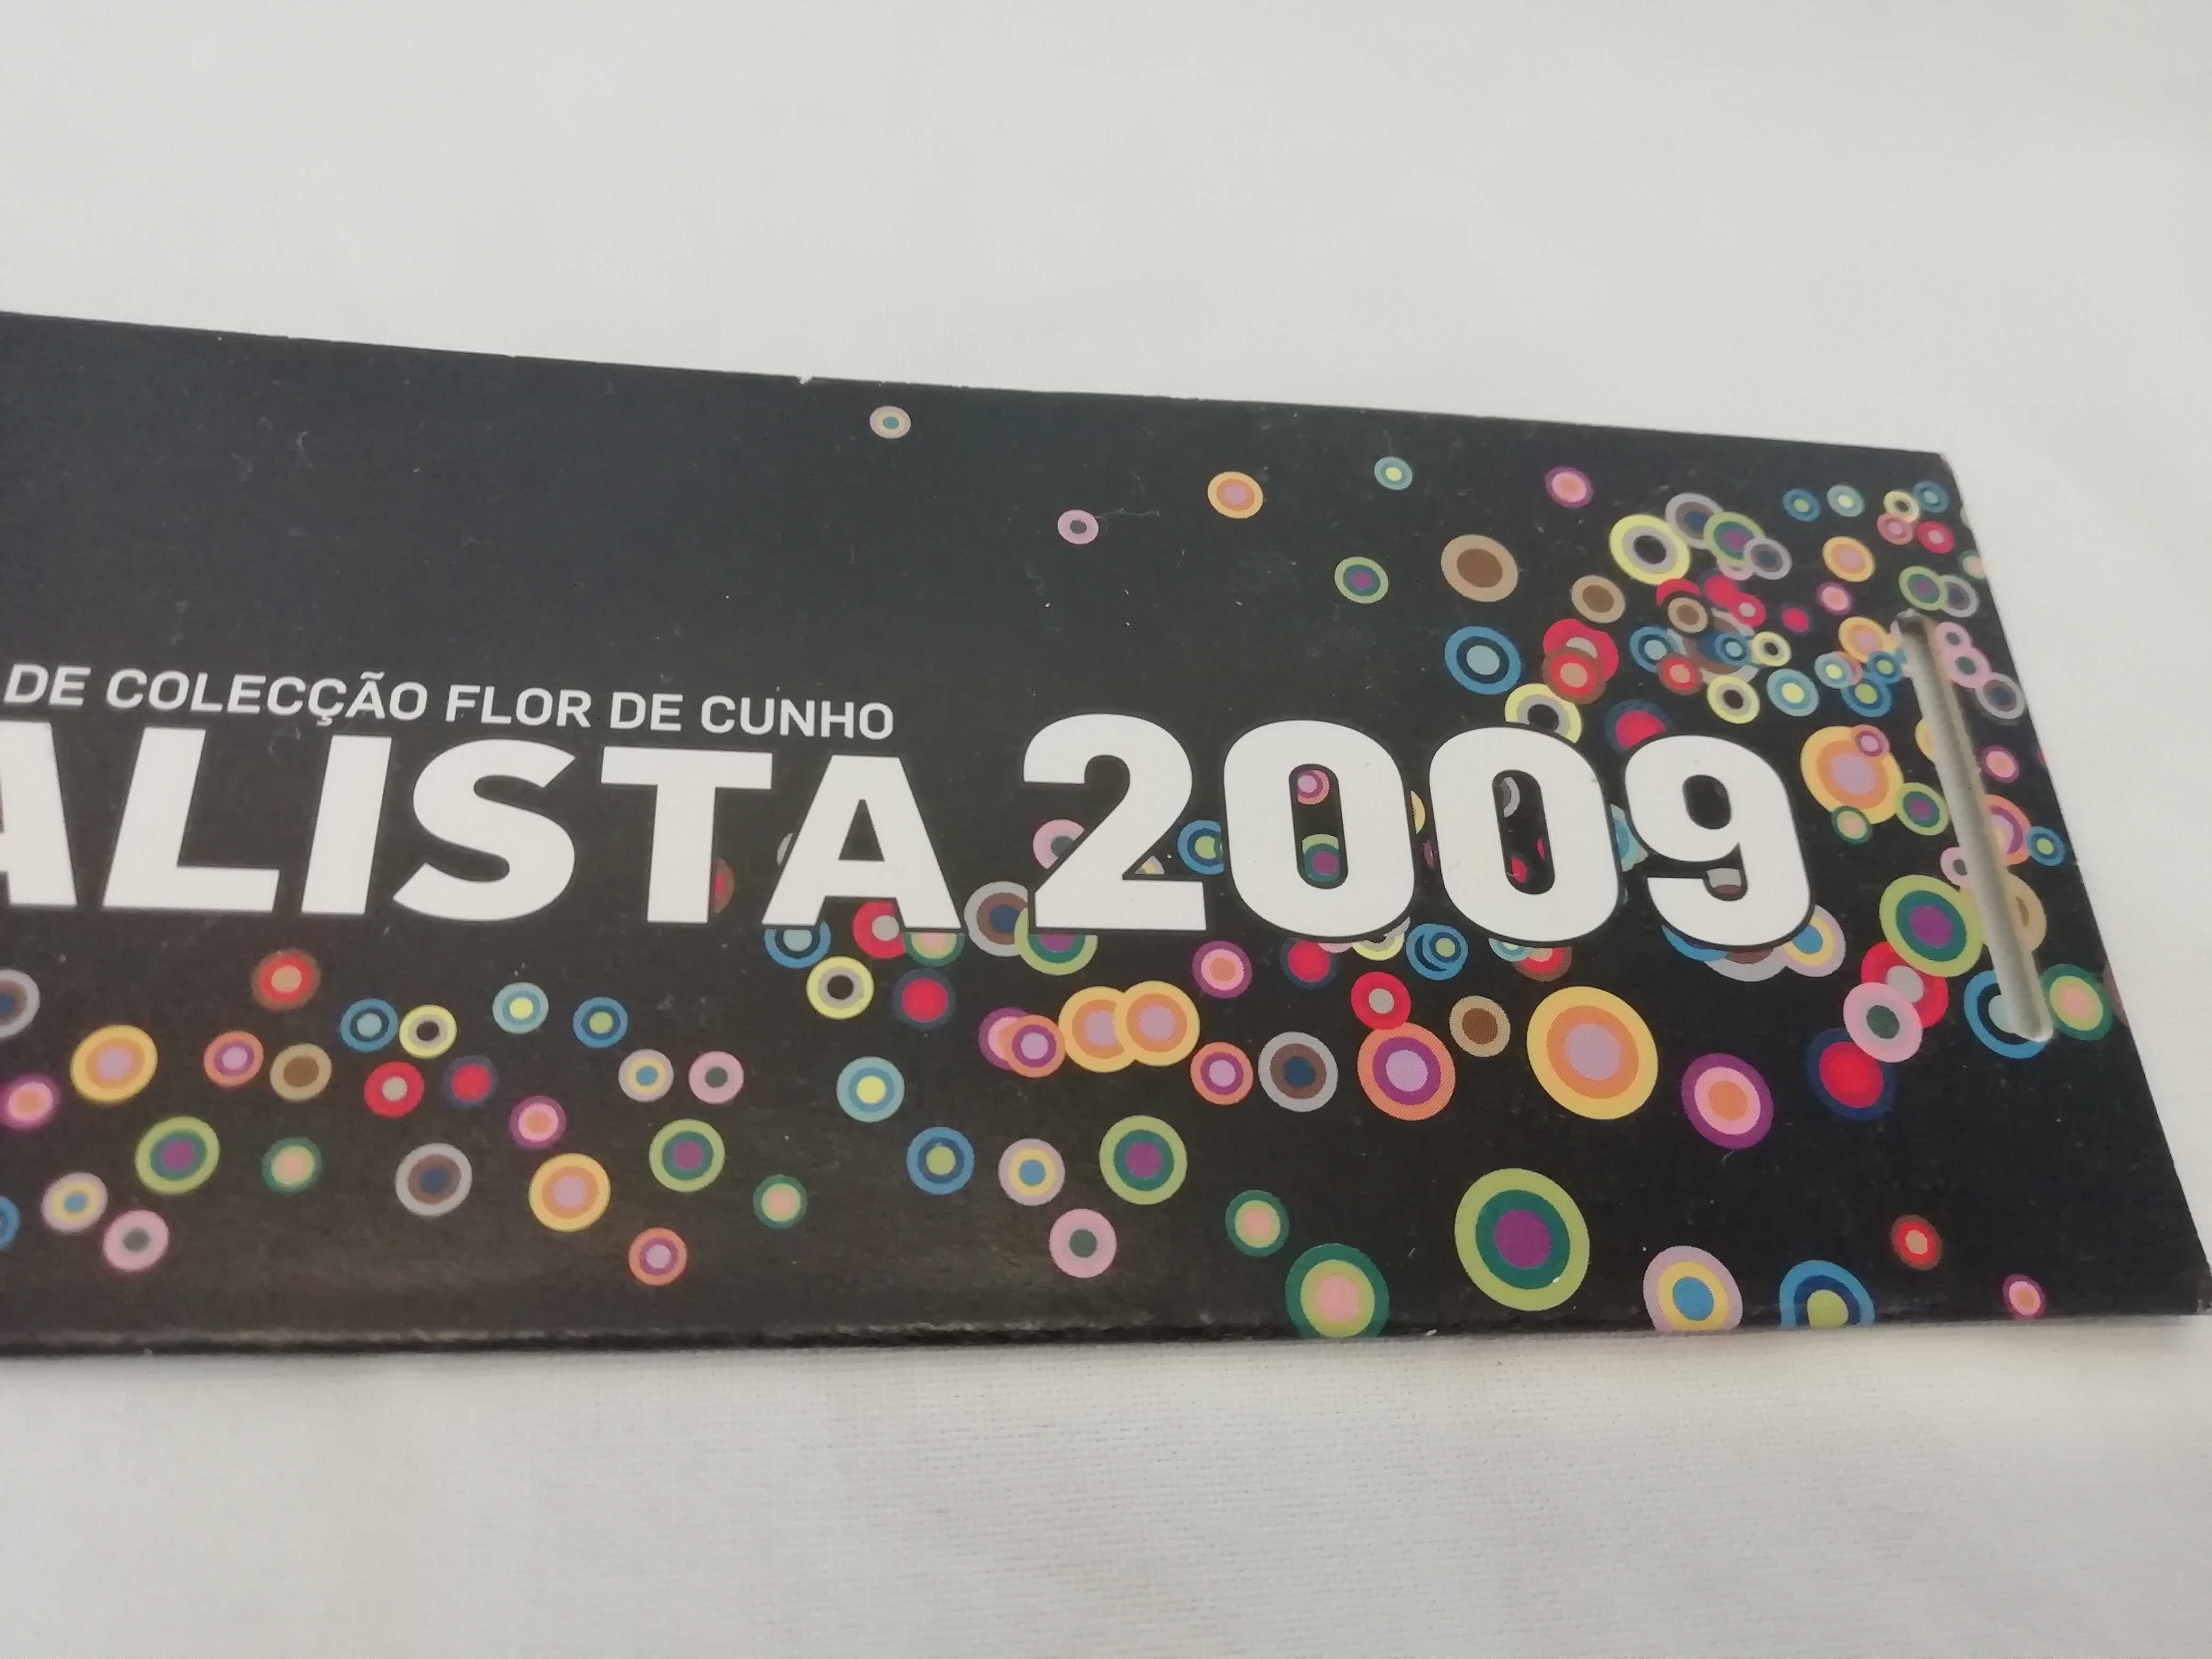 DE COLECÇÃO FLOR DE CUNHO
ALISTA 2009